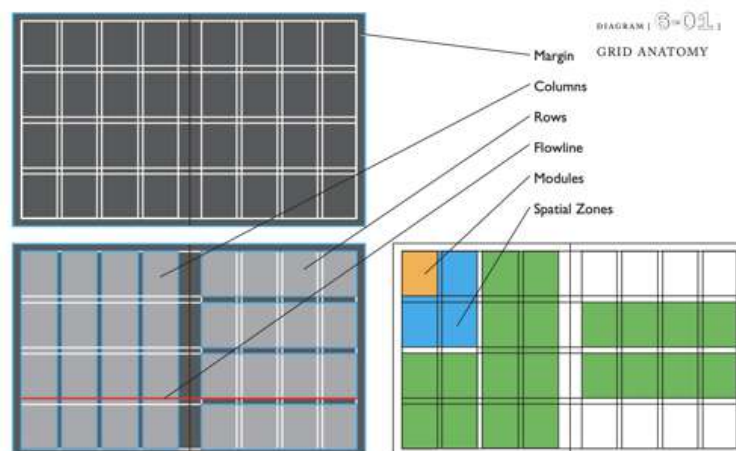 DIAGRAM [ 6-01 ]
GRID ANATOMY
Margin
Columns
Rows
Flowline
Modules
Spatial Zones